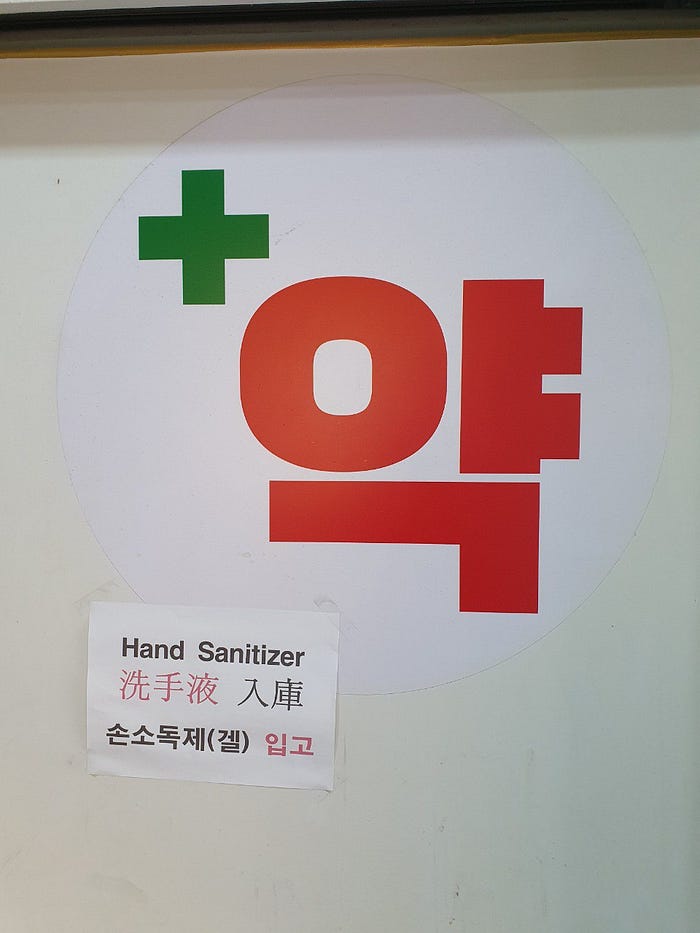 약
Hand Sanitizer
洗手液 入庫
손소독제(겔) 입고